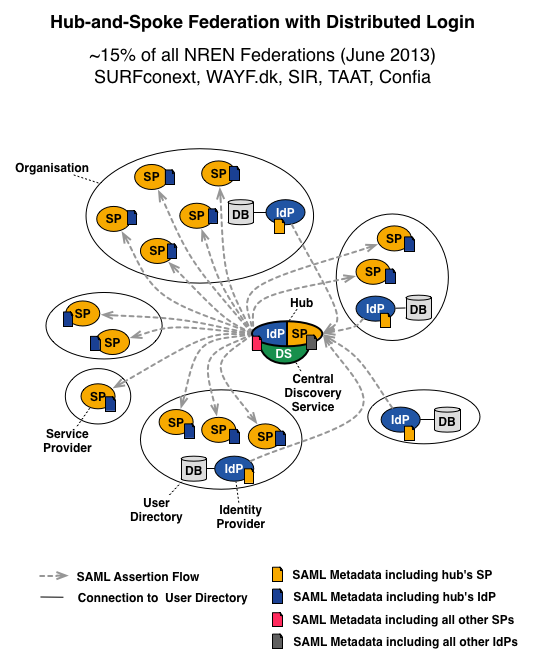 Hub-and-Spoke Federation with Distributed Login
~15% of all NREN Federations (June 2013)
SURFconext, WAYF.dk, SIR, TAAT, Confia
Organisation
SP
SP
SP
SP
SP
DB
IdP
SP
SP
IdP
DB
Hub
IdP
SP
DS
SP
SP
Central
Discovery
Service
SP
Service
Provider
SP
SP
SP
DB
IdP
IdP
DB
User
Directory
Identity
Provider
SAML Assertion Flow
Connection to User Directory
SAML Metadata including hub's SP
SAML Metadata including hub's IdP
SAML Metadata including all other SPs
SAML Metadata including all other IdPs